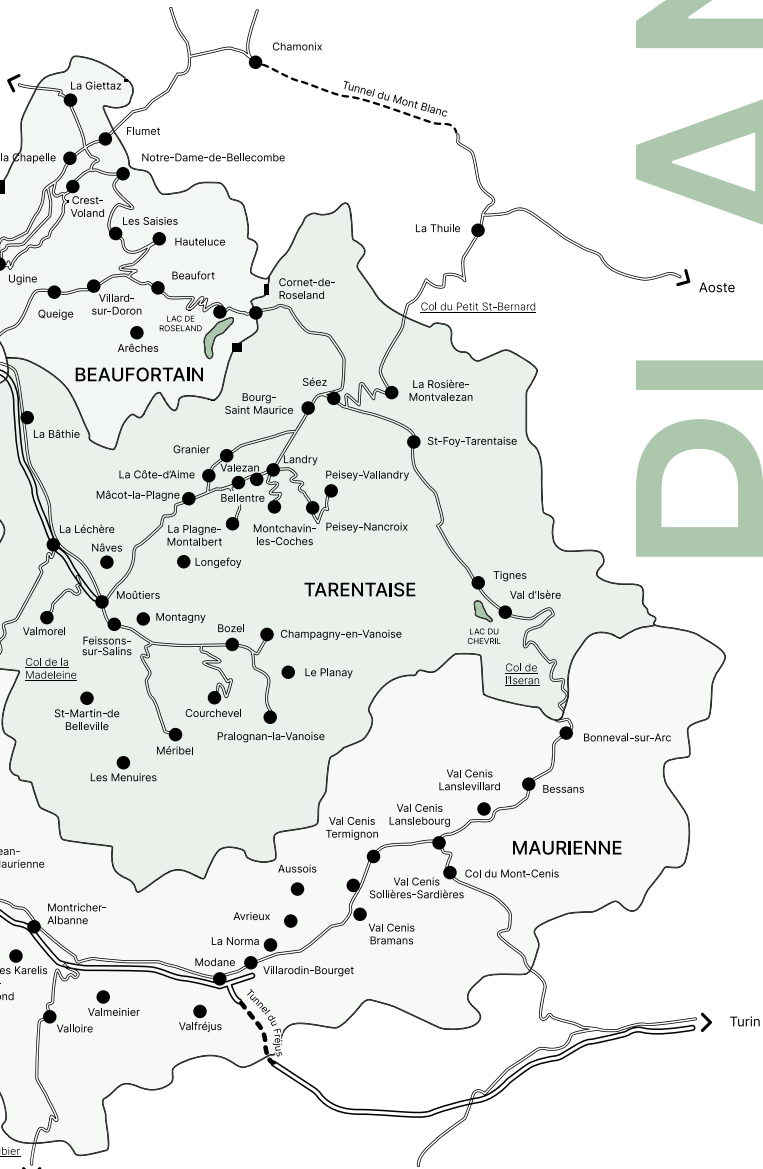 PLAN
Chamonix
Tunnel du Mont Blanc
La Giettaz
Flumet
la Chapelle
Notre-Dame-de-Bellecombe
Crest-
Voland
Les Saisies
Hauteluce
La Thuile
Ugine
Beaufort
Cornet-de-
Roseland
Aoste
Villard-
sur-Doron
Queige
LAC DE
ROSELAND
Col du Petit St-Bernard
Arêches
BEAUFORTAIN
Séez
La Rosière-
Montvalezan
Bourg-
Saint Maurice
La Bâthie
St-Foy-Tarentaise
Granier
Landry
Valezan
La Côte-d’Aime
Peisey-Vallandry
Mâcot-la-Plagne
Bellentre
La Léchère
La Plagne-
Montalbert
Montchavin-
les-Coches
Peisey-Nancroix
Nâves
Longefoy
TARENTAISE
Tignes
Moûtiers
Val d’Isère
Montagny
Valmorel
Feissons-
sur-Salins
Bozel
Champagny-en-Vanoise
LAC DU
CHEVRIL
Col de la
Madeleine
Le Planay
Col de
l’Iseran
St-Martin-de
Belleville
Courchevel
Pralognan-la-Vanoise
Méribel
Bonneval-sur-Arc
Les Menuires
Val Cenis
Lanslevillard
Bessans
Val Cenis
Lanslebourg
Val Cenis
Termignon
MAURIENNE
ean-
Maurienne
Aussois
Val Cenis
Sollières-Sardières
Col du Mont-Cenis
Montricher-
Albanne
Avrieux
Val Cenis
Bramans
La Norma
Modane
Villarodin-Bourget
es Karelis
-
ond
Tunnel du Fréjus
Valmeinier
Valloire
Valfréjus
Turin
ibier